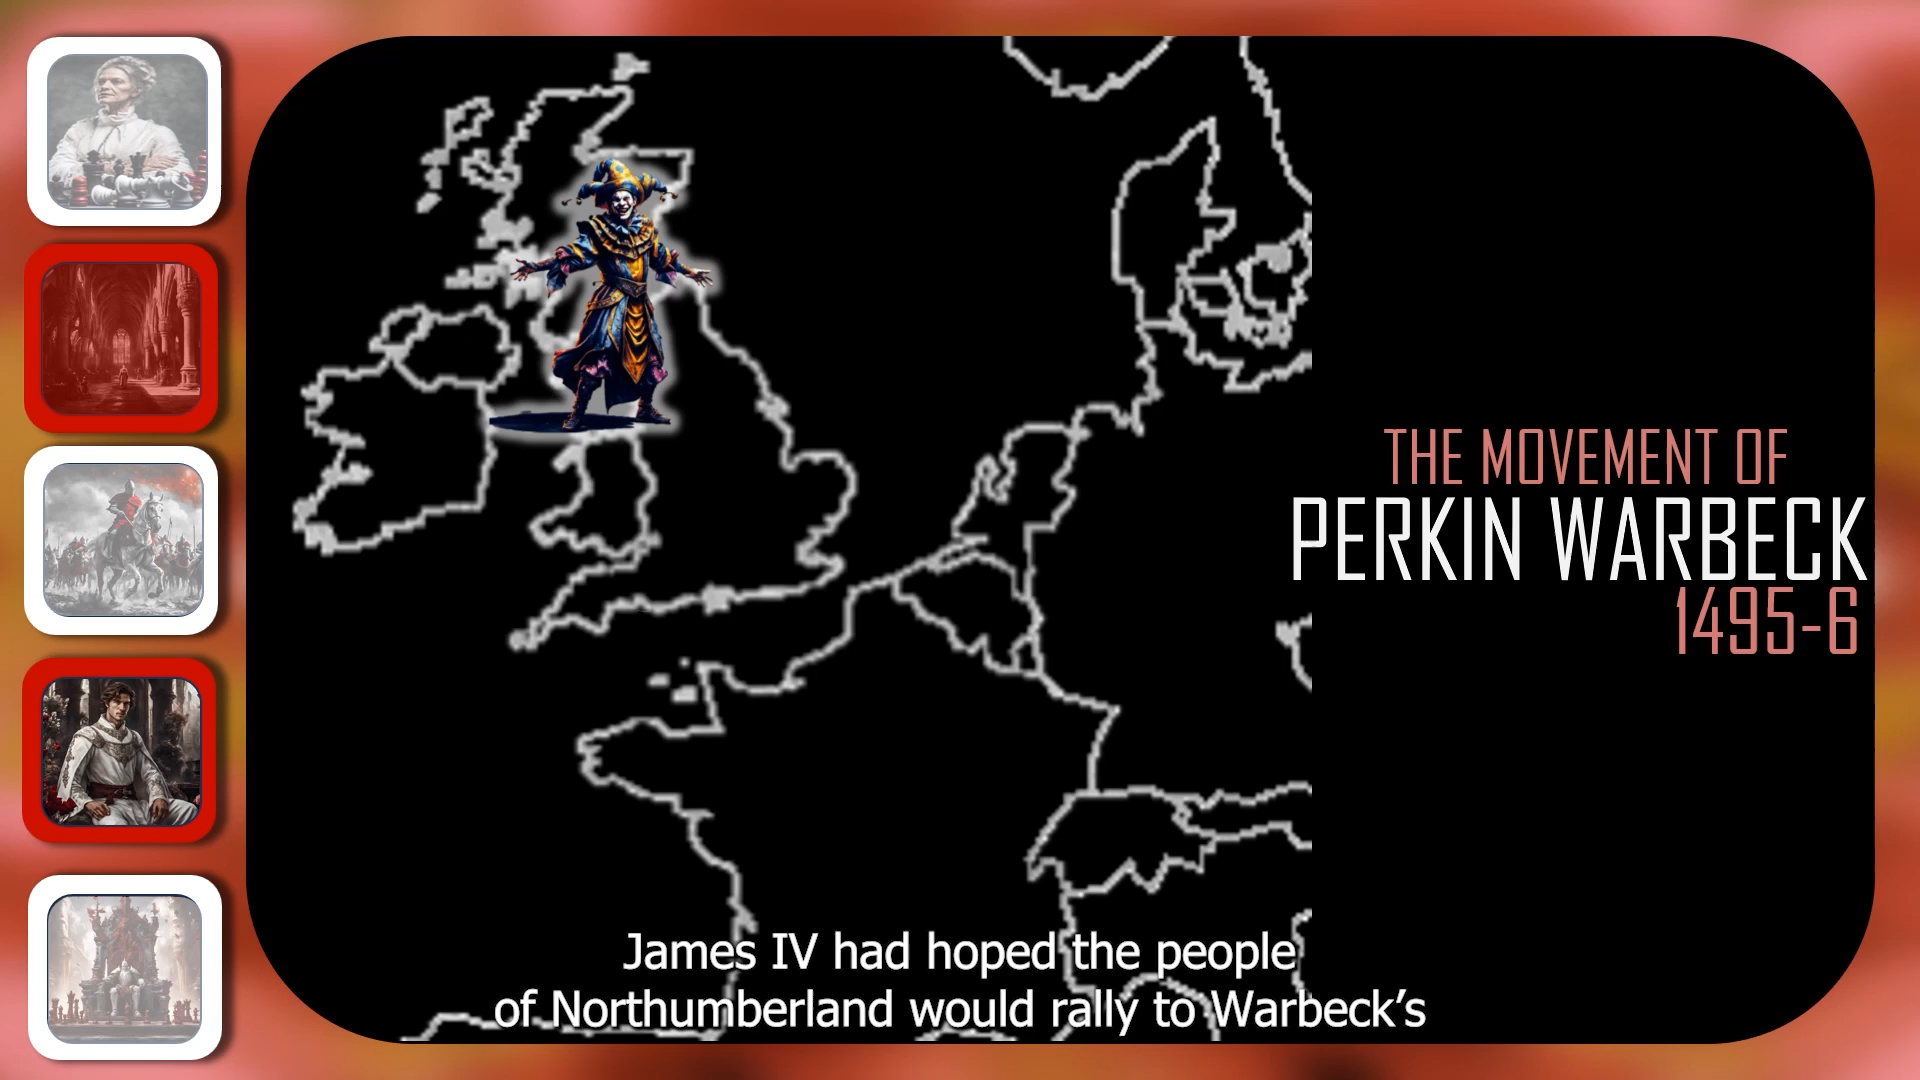 THE MOVEMENT OF
PERKIN WARBECK
1495-6
James IV had hoped the people
of Northumberland would rally to Warbeck’s